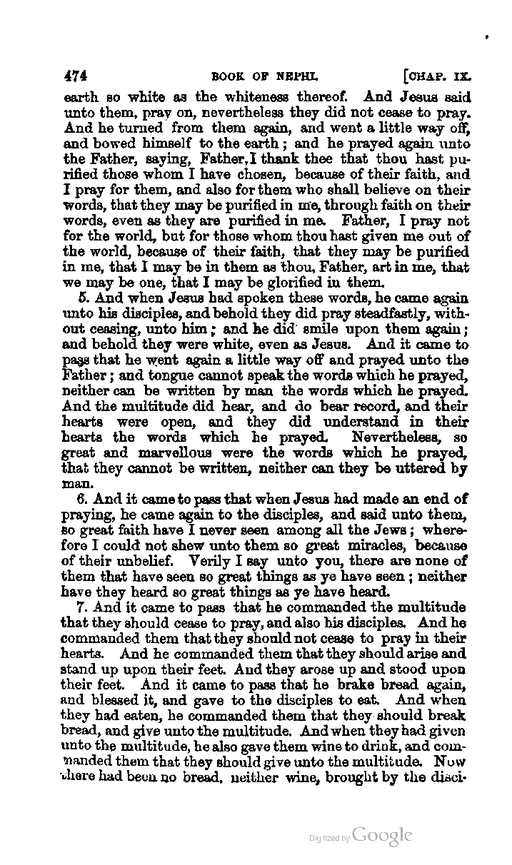 474 BOOK OF NEPHI. [CHAP. IX.
earth so white as the whiteness thereof. And Jesus said
unto them, pray on, nevertheless they did not cease to pray.
And he turned from them again, and went a little way off,
and bowed himself to the earth; and he prayed again unto
the Father, saying, Father, I thank thee that thou hast pu-
rified those whom I have chosen, because of their faith, and
I pray for them, and also for them who shall believe on their
words, that they may be purified in me, through faith on their
words, even as they are purified in me. Father, I pray not
for the world, but for those whom thou hast given me out of
the world, because of their faith, that they may be purified
in me, that I may be in them as thou, Father, art in me, that
we may be one, that I may be glorified in them.
5. And when Jesus had spoken these words, he came again
unto his disciples, and behold they did pray steadfastly, with-
out ceasing, unto him; and he did smile upon them again;
and behold they were white, even as Jesus. And it came to
pass that he went again a little way off and prayed unto the
Father; and tongue cannot speak the words which he prayed,
neither can be written by man the words which he prayed.
And the multitude did hear, and do bear record, and their
hearts were open, and they did understand in their
hearts the words which he prayed. Nevertheless, so
great and marvellous were the words which he prayed,
that they cannot be written, neither can they be uttered by
man.
6. And it came to pass that when Jesus had made an end of
praying, he came again to the disciples, and said unto them,
so great faith have I never seen among all the Jews; where-
fore I could not shew unto them so great miracles, because
of their unbelief. Verily I say unto you, there are none of
them that have seen so great things as ye have seen; neither
have they heard so great things as ye have heard.
7. And it came to pass that he commanded the multitude
that they should cease to pray, and also his disciples. And he
commanded them that they should not cease to pray in their
hearts. And he commanded them that they should arise and
stand up upon their feet. And they arose up and stood upon
their feet. And it came to pass that he brake bread again,
and blessed it, and gave to the disciples to eat. And when
they had eaten, he commanded them that they should break
bread, and give unto the multitude. And when they had given
unto the multitude, he also gave them wine to drink, and com-
manded them that they should give unto the multitude. Now
there had been no bread, neither wine, brought by the disci-
Digitized by Google